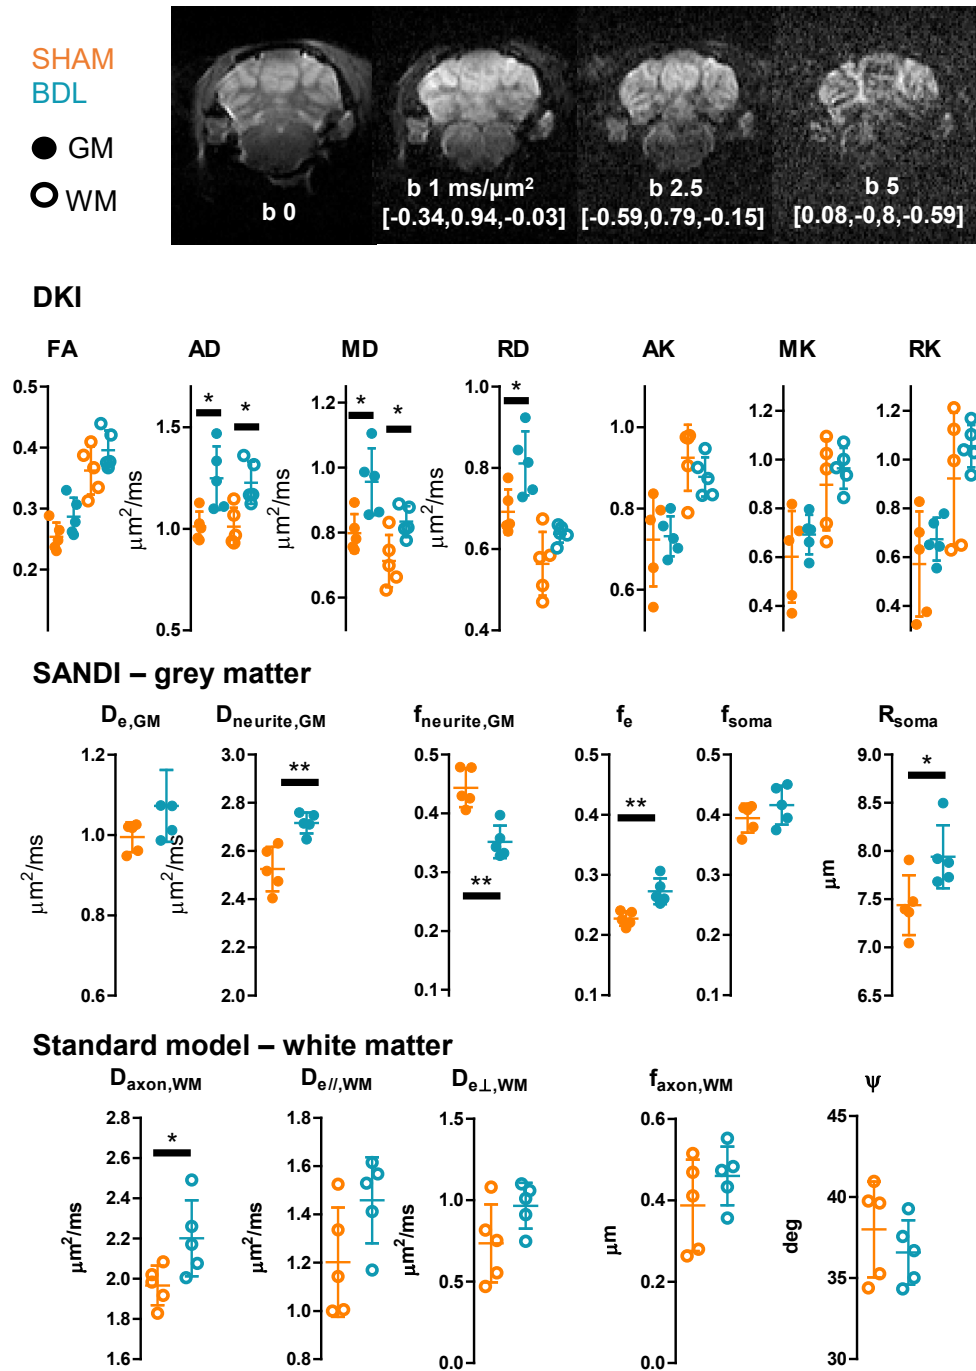 SHAM
BDL
GM
WM
b 0
b 1 ms/μm²
[-0.34,0.94,-0.03]
b 2.5
[-0.59,0.79,-0.15]
b 5
[0.08,-0,8,-0.59]
DKI
FA
AD
MD
RD
AK
MK
RK
0.5
0.4
0.3
0.2
μm²/ms
1.5
1.0
0.5
* *
μm²/ms
1.2
1.0
0.8
0.6
* *
μm²/ms
1.0
0.8
0.6
0.4
*
1.0
0.8
0.6
1.2
1.0
0.8
0.6
0.4
1.2
1.0
0.8
0.6
0.4
SANDI – grey matter
De,GM
Dneurite,GM
fneurite,GM
fe
fsoma
Rsoma
μm²/ms
1.2
1.0
0.8
0.6
μm²/ms
3.0
2.8
2.6
2.4
2.2
2.0
**
0.5
0.4
0.3
0.2
0.1
**
0.5
0.4
0.3
0.2
0.1
**
0.5
0.4
0.3
0.2
0.1
μm
9.0
8.5
8.0
7.5
7.0
6.5
*
Standard model – white matter
Daxon,WM
De//,WM
De⊥,WM
faxon,WM
ψ
μm²/ms
2.8
2.6
2.4
2.2
2.0
1.8
1.6
*
μm²/ms
1.8
1.6
1.4
1.2
1.0
0.8
μm²/ms
1.5
1.0
0.5
0.0
μm
0.6
0.4
0.2
0.0
deg
45
40
35
30